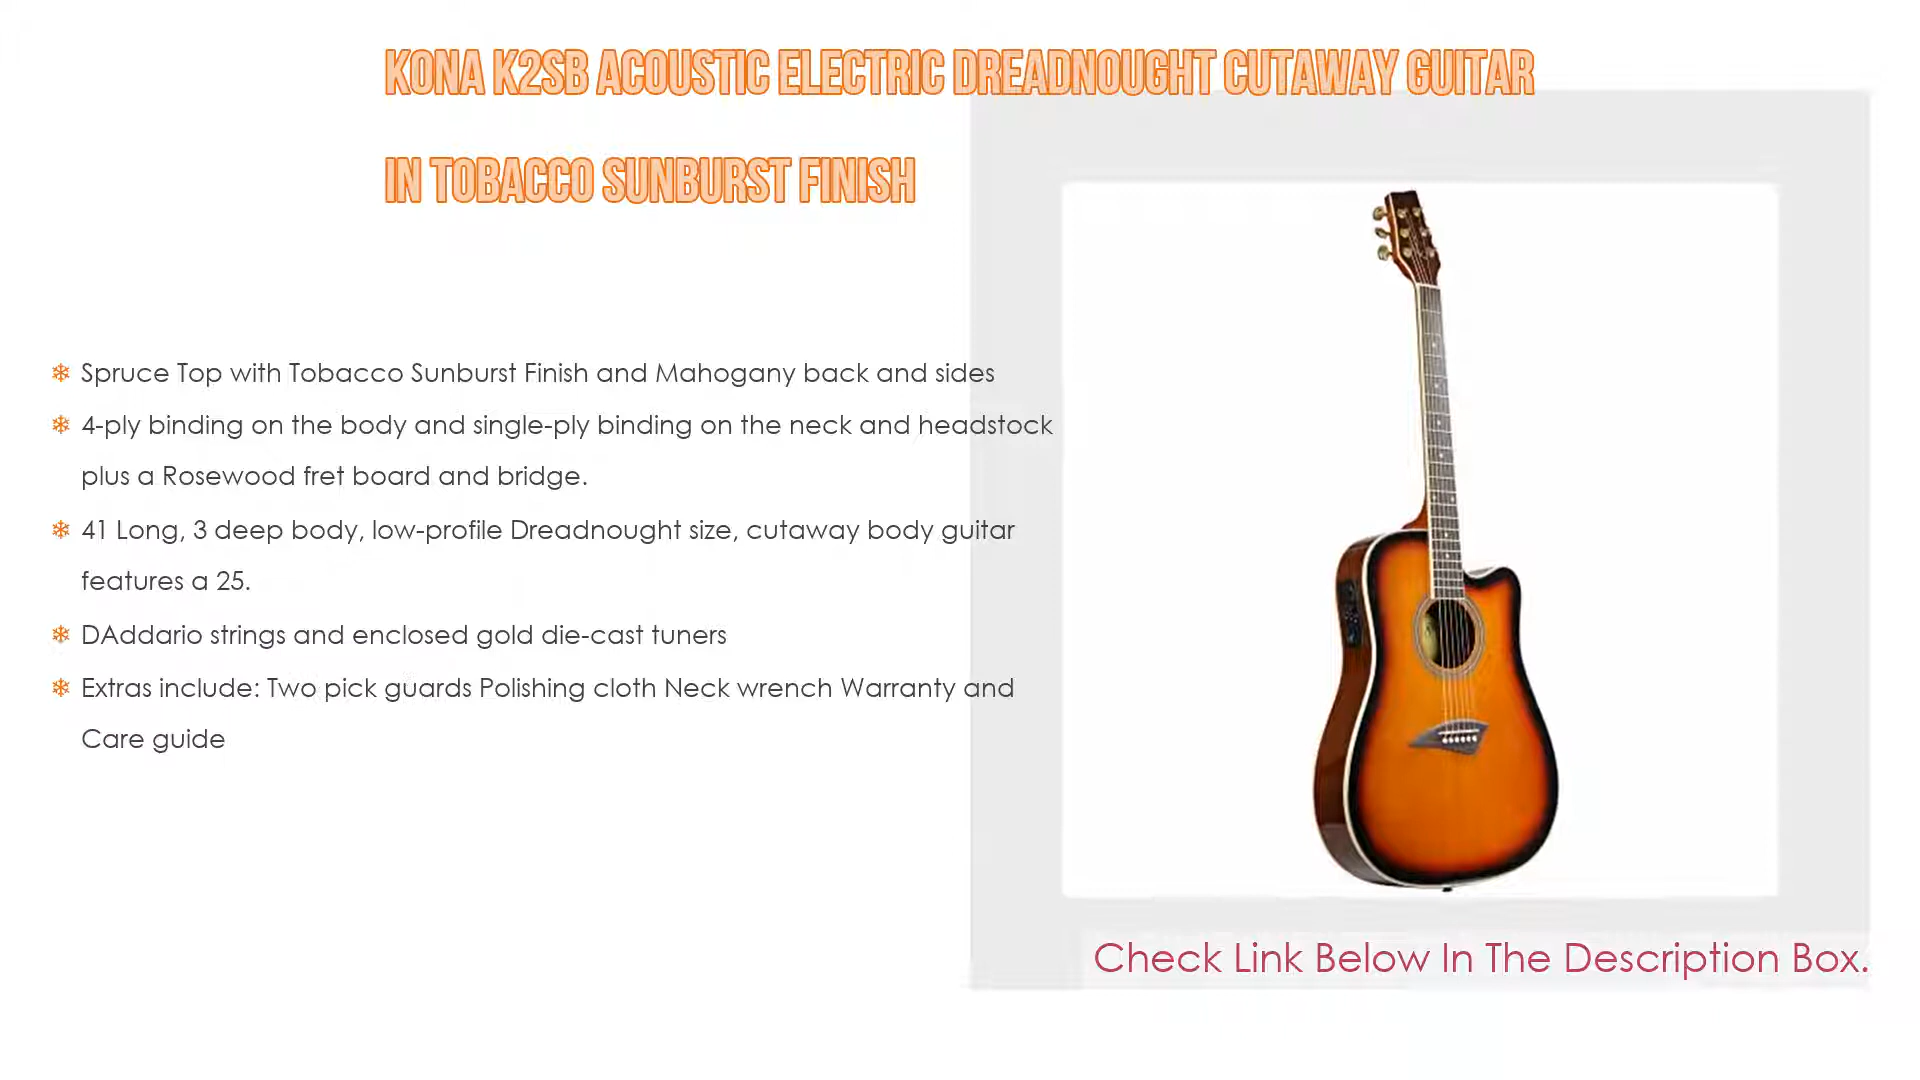 KONA K2SB ACOUSTIC ELECTRIC DREADNOUGHT CUTAWAY GUITAR
IN TOBACCO SUNBURST FINISH
Spruce Top with Tobacco Sunburst Finish and Mahogany back and sides
4-ply binding on the body and single-ply binding on the neck and headstock
plus a Rosewood fret board and bridge.
41 Long, 3 deep body, low-profile Dreadnought size, cutaway body guitar
features a 25.
DAddario strings and enclosed gold die-cast tuners
Extras include: Two pick guards Polishing cloth Neck wrench Warranty and
Care guide
Check Link Below In The Description Box.